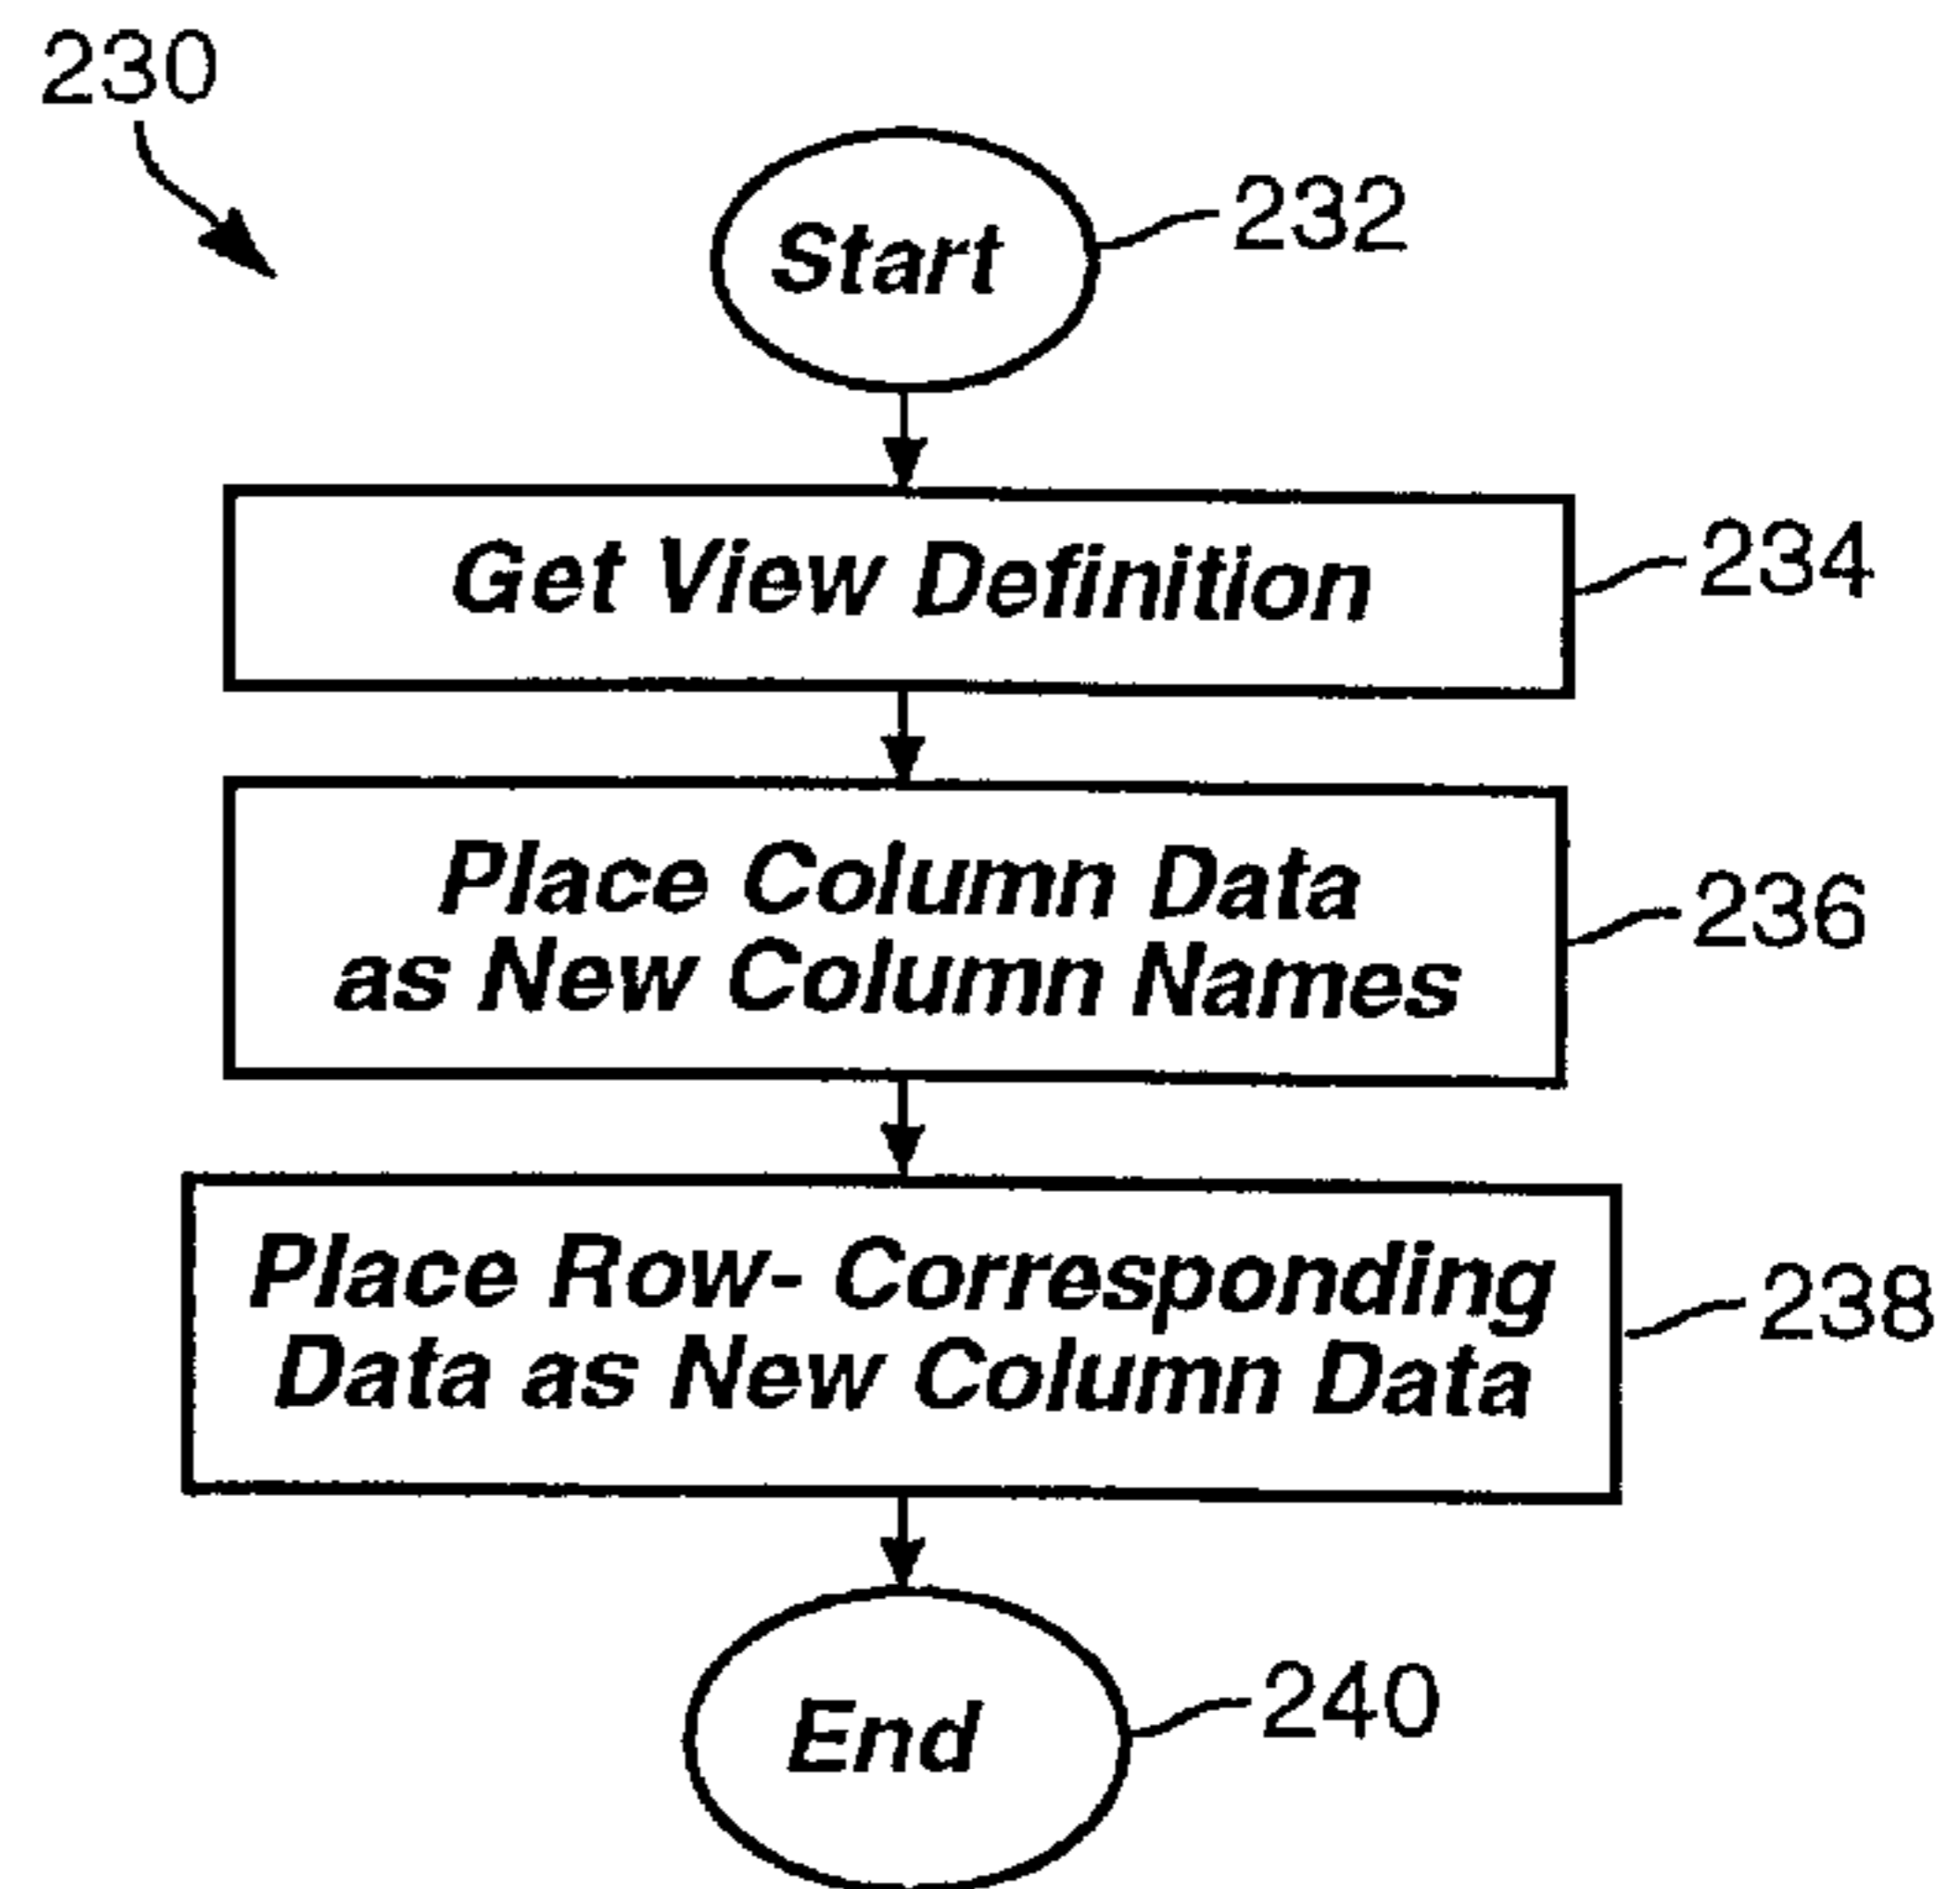 230
Start
232
Get View Definition
234
Place Column Data
as New Column Names
236
Place Row- Corresponding
Data as New Column Data
238
End
240